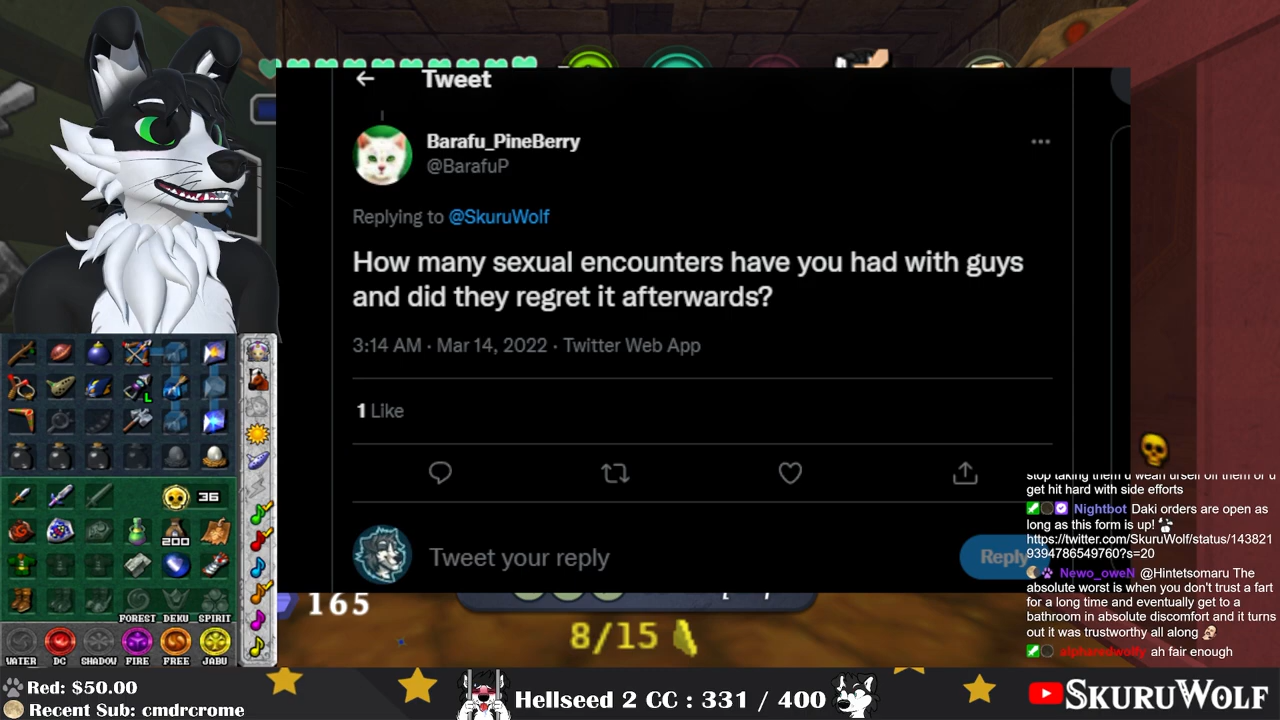 Tweet
Barafu_PineBerry
@BarafuP
Replying to @SkuruWolf
How many sexual encounters have you had with guys
and did they regret it afterwards?
3:14 AM · Mar 14, 2022 · Twitter Web App
1 Like
Tweet your reply
Reply
L
36
200
FOREST DEKU SPIRIT
WATER DC SHADOW FIRE FREE JABU
165
8/15
stop taking them u wean urself off them or u
get hit hard with side efforts
Nightbot Daki orders are open as
long as this form is up!
https://twitter.com/SkuruWolf/status/143821
9394786549760?s=20
Newo_oweN @Hintetsomaru The
absolute worst is when you don't trust a fart
for a long time and eventually get to a
bathroom in absolute discomfort and it turns
out it was trustworthy all along
alpharedwolfy ah fair enough
Red: $50.00
Recent Sub: cmdrcrome
Hellseed 2 CC : 331 / 400
SKURUWOLF